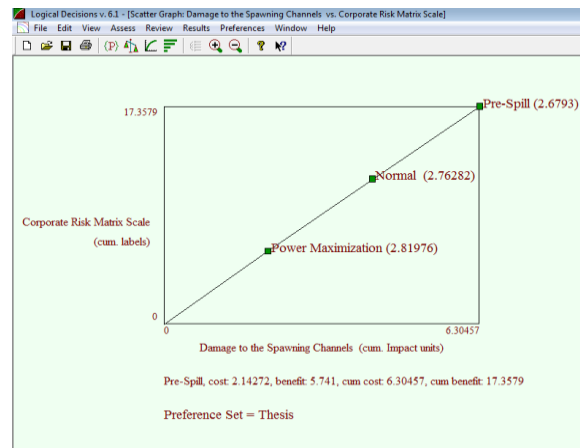 Logical Decisions v. 6.1 - [Scatter Graph: Damage to the Spawning Channels vs. Corporate Risk Matrix Scale]
File Edit View Assess Review Results Preferences Window Help
Pre-Spill (2.6793)
17.3579
Normal (2.76282)
Corporate Risk Matrix Scale
(cum. labels)
Power Maximization (2.81976)
0
0 6.30457
Damage to the Spawning Channels (cum. Impact units)
Pre-Spill, cost: 2.14272, benefit: 5.741, cum cost: 6.30457, cum benefit: 17.3579
Preference Set = Thesis